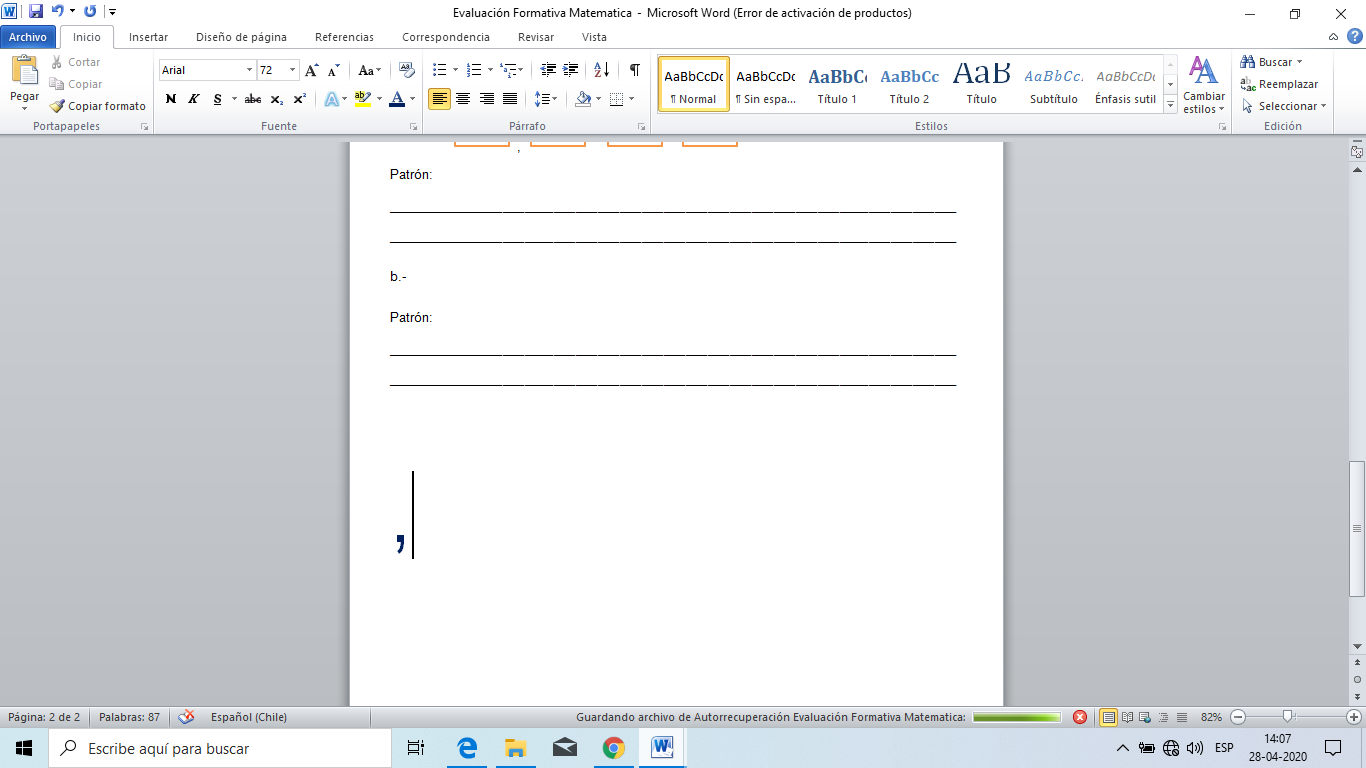 Evaluación Formativa Matematica - Microsoft Word (Error de activación de productos)
Archivo Inicio Insertar Diseño de página Referencias Correspondencia Revisar Vista
Pegar
Cortar
Copiar
Copiar formato
Portapapeles
Arial 72
N K S abc x₂ x²
Fuente
Párrafo
AaBbCcDc AaBbCcDc AaBbCc AaBbCc AaB AaBbCc. AaBbCcDc
¶ Normal ¶ Sin espa... Título 1 Título 2 Título Subtítulo Énfasis sutil
Estilos
Cambiar estilos
Buscar
Reemplazar
Seleccionar
Edición
,
Patrón:
b.-
Patrón:
,
Página: 2 de 2 Palabras: 87 Español (Chile) Guardando archivo de Autorrecuperación Evaluación Formativa Matematica: 82%
Escribe aquí para buscar ESP 14:07
28-04-2020